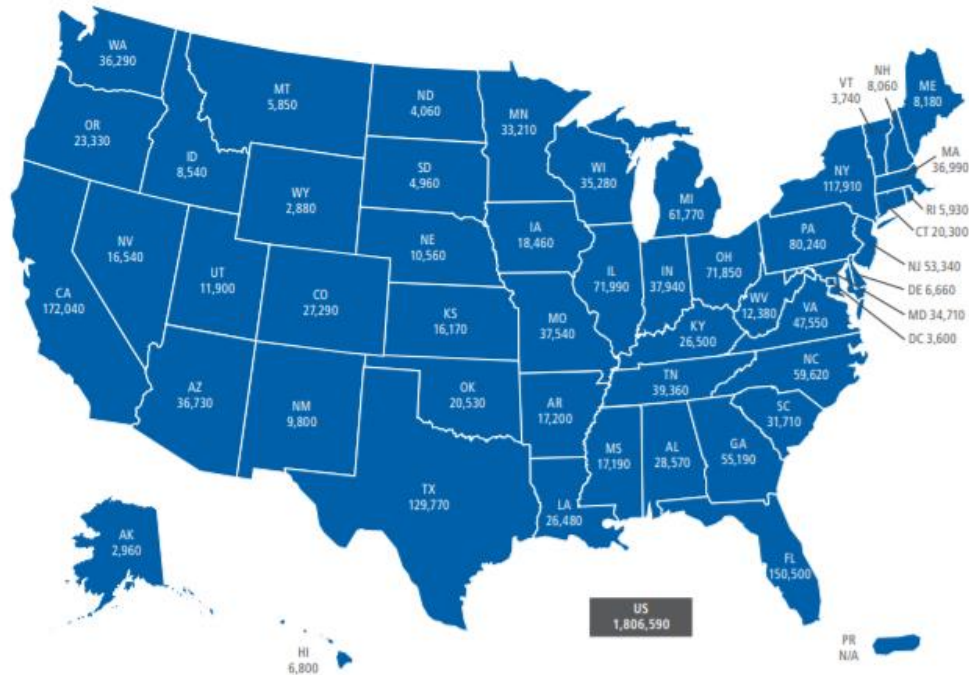 WA
36,290
MT
5,850
ND
4,060
MN
33,210
VT
3,740
NH
8,060
ME
8,180
OR
23,330
ID
8,540
SD
4,960
WI
35,280
MI
61,770
NY
117,910
MA
36,990
RI 5,930
CT 20,300
WY
2,880
NE
10,560
IA
18,460
PA
80,240
NJ 53,340
DE 6,660
MD 34,710
DC 3,600
CA
172,040
NV
16,540
UT
11,900
CO
27,290
KS
16,170
MO
37,540
IL
71,990
IN
37,940
OH
71,850
WV
12,380
VA
47,550
KY
26,500
NC
59,620
TN
39,360
AZ
36,730
NM
9,800
OK
20,530
AR
17,200
SC
31,710
MS
17,190
AL
28,570
GA
55,190
TX
129,770
LA
26,480
FL
150,500
AK
2,960
HI
6,800
US
1,806,590
PR
N/A